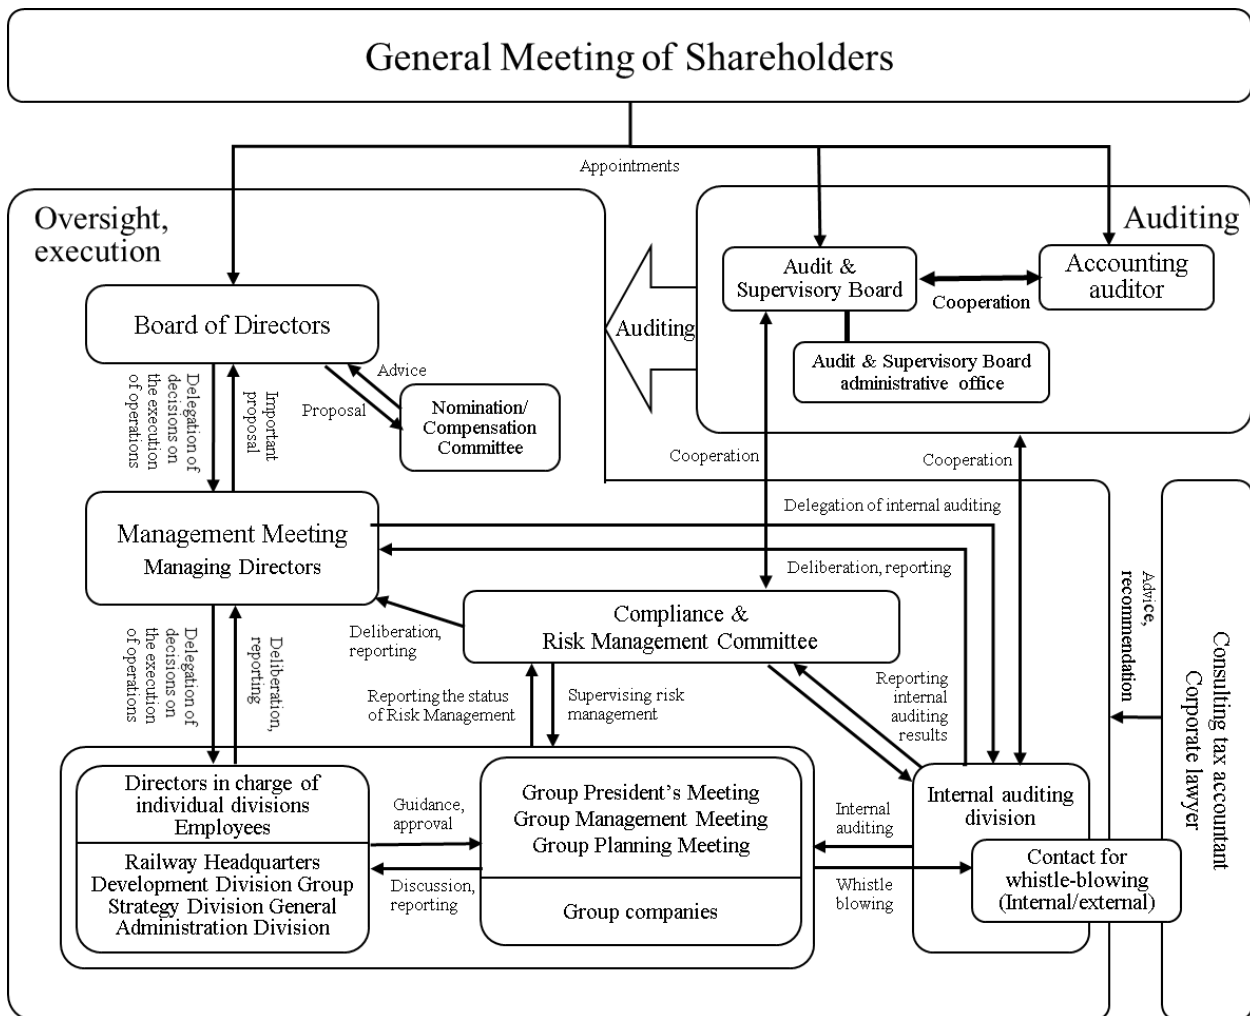 General Meeting of Shareholders
Appointments
Oversight,
execution
Auditing
Board of Directors
Audit &
Supervisory Board
Cooperation
Accounting
auditor
Auditing
Audit & Supervisory Board
administrative office
Delegation of
decisions on
the execution
of operations
Important
proposal
Advice
Proposal
Nomination/
Compensation
Committee
Cooperation
Cooperation
Management Meeting
Managing Directors
Delegation of internal auditing
Deliberation, reporting
Compliance &
Risk Management Committee
Deliberation,
reporting
Delegation of
decisions on
the execution
of operations
Deliberation,
reporting
Reporting the status
of Risk Management
Supervising risk
management
Reporting
internal
auditing
results
Advice,
recommendation
Consulting tax accountant
Corporate lawyer
Directors in charge of
individual divisions
Employees
Railway Headquarters
Development Division Group
Strategy Division General
Administration Division
Guidance,
approval
Discussion,
reporting
Group President's Meeting
Group Management Meeting
Group Planning Meeting
Group companies
Internal
auditing
Whistle
blowing
Internal auditing
division
Contact for
whistle-blowing
(Internal/external)